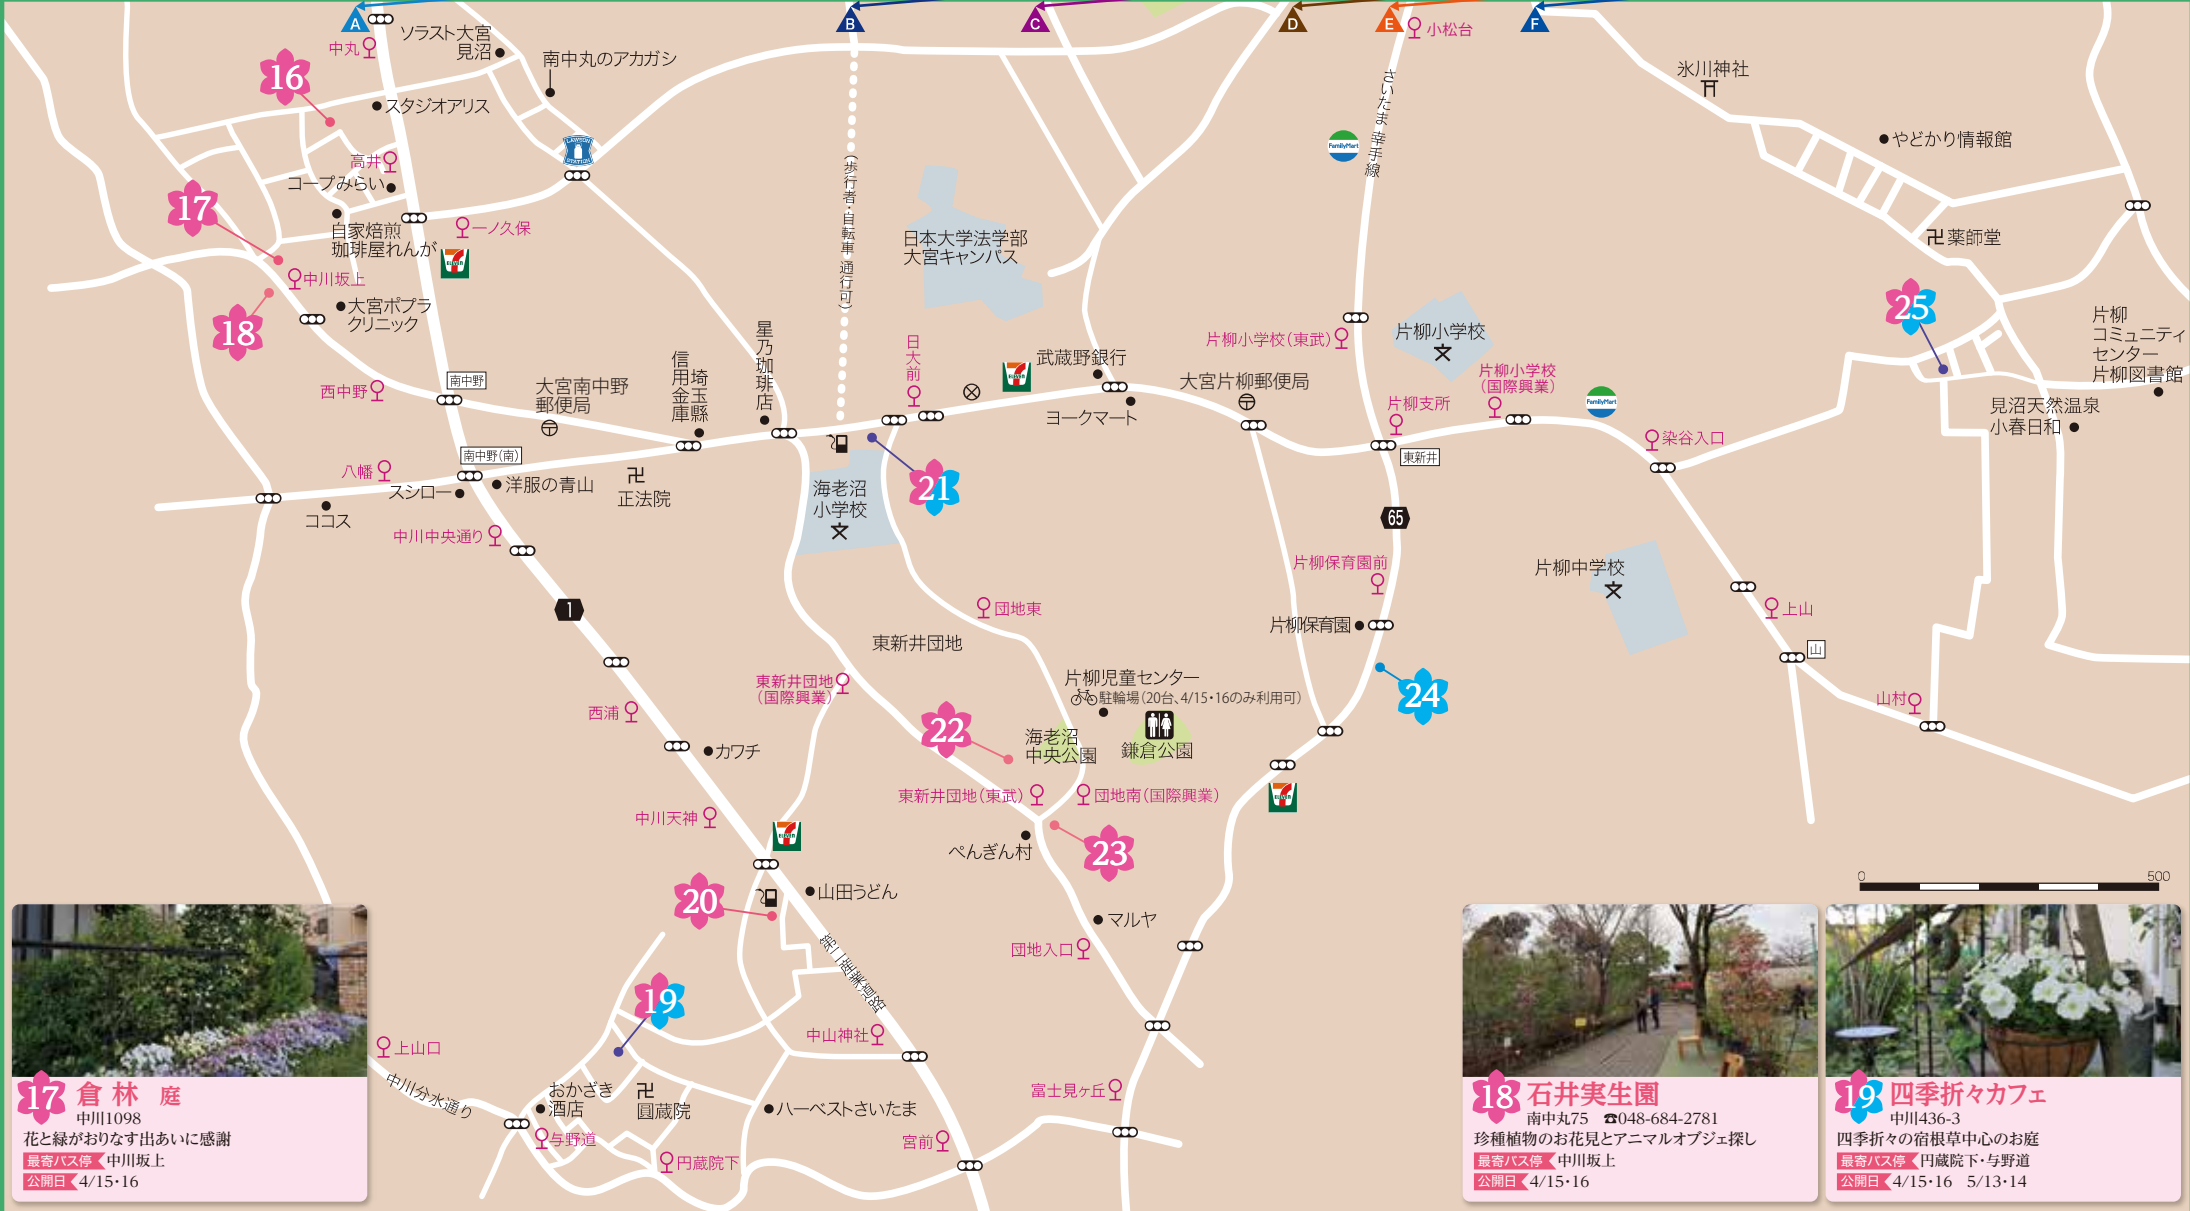 A
B
C
D
E
F
中丸
ソラスト大宮
見沼
南中丸のアカガシ
小松台
16
スタジオアリス
さいたま幸手線
氷川神社
やどかり情報館
LAWSON
STATION
FamilyMart
高井
コープみらい
(歩行者・自転車 通行可)
17
自家焙煎
珈琲屋れんが
一ノ久保
日本大学法学部
大宮キャンパス
薬師堂
中川坂上
大宮ポプラ
クリニック
18
25
片柳
コミュニティ
センター
片柳図書館
星乃珈琲店
日大前
片柳小学校(東武)
片柳小学校
武蔵野銀行
片柳小学校
(国際興業)
西中野
南中野
大宮南中野
郵便局
埼玉縣
信用金庫
ヨークマート
大宮片柳郵便局
片柳支所
FamilyMart
見沼天然温泉
小春日和
染谷入口
東新井
八幡
南中野(南)
スシロー
洋服の青山
正法院
海老沼
小学校
21
ココス
中川中央通り
65
片柳保育園前
片柳中学校
1
団地東
片柳保育園
上山
山
東新井団地
東新井団地
(国際興業)
片柳児童センター
駐輪場(20台、4/15・16のみ利用可)
24
山村
西浦
22
海老沼
中央公園
鎌倉公園
カワチ
東新井団地(東武)
団地南(国際興業)
中川天神
ぺんぎん村
23
0
500
20
山田うどん
マルヤ
団地入口
第二産業道路
19
中山神社
上山口
中川分水通り
おかざき
酒店
圓蔵院
ハーベストさいたま
富士見ヶ丘
与野道
円蔵院下
宮前
17
倉林 庭
中川1098
花と緑がおりなす出あいに感謝
最寄バス停 中川坂上
公開日 4/15・16
18
石井実生園
南中丸75 ☎048-684-2781
珍種植物のお花見とアニマルオブジェ探し
最寄バス停 中川坂上
公開日 4/15・16
19
四季折々カフェ
中川436-3
四季折々の宿根草中心のお庭
最寄バス停 円蔵院下・与野道
公開日 4/15・16 5/13・14